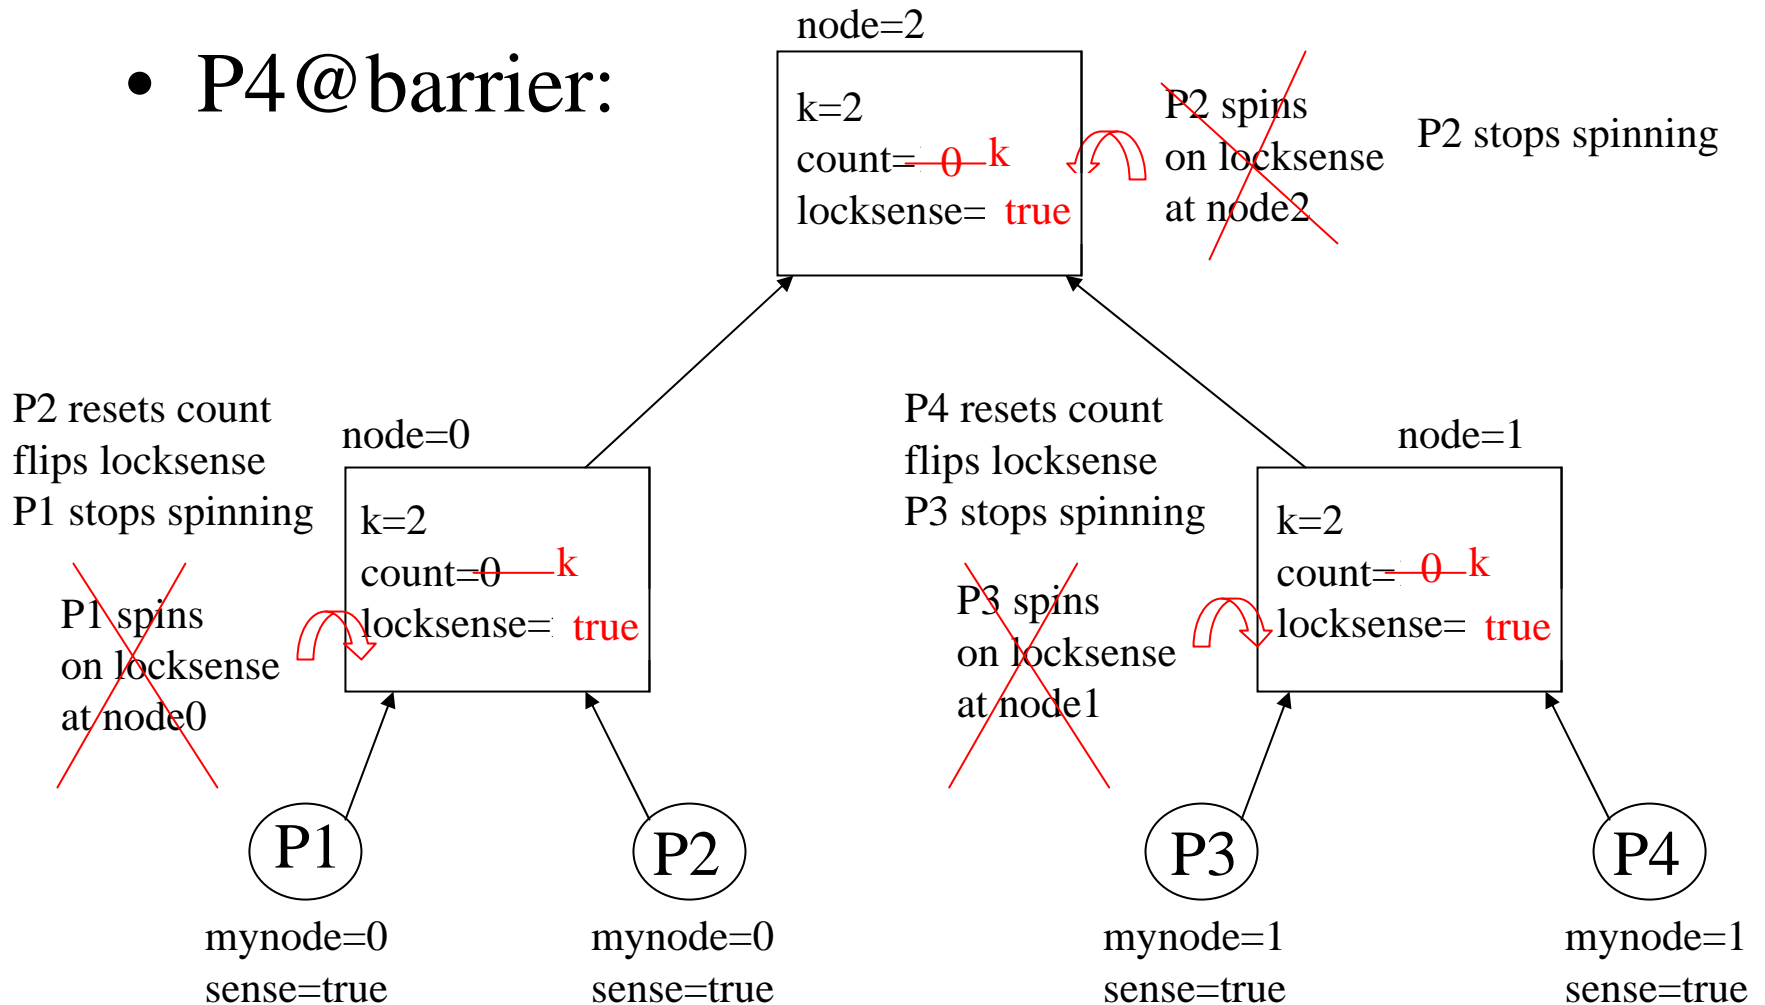 • P4@barrier:
node=2
k=2
count= 0 k
locksense= true
P2 spins
on locksense
at node2
P2 stops spinning
P2 resets count
flips locksense
P1 stops spinning
node=0
k=2
count=0 k
locksense= true
P1 spins
on locksense
at node0
P4 resets count
flips locksense
P3 stops spinning
node=1
k=2
count= 0 k
locksense= true
P3 spins
on locksense
at node1
P1
P2
P3
P4
mynode=0
sense=true
mynode=0
sense=true
mynode=1
sense=true
mynode=1
sense=true